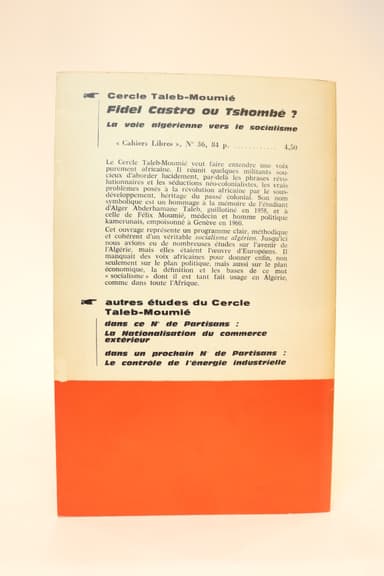 Cercle Taleb-Moumié
Fidel Castro ou Tshombé ?
La voie algérienne vers le socialisme
« Cahiers Libres », N° 36, 84 p. ............ 4,50
Le Cercle Taleb-Moumié veut faire entendre une voix
purement africaine. Il réunit quelques militants sou-
cieux d'aborder lucidement, par-delà les phrases révo-
lutionnaires et les séductions néo-colonialistes, les vrais
problèmes posés à la révolution africaine par le sous-
développement, héritage du passé colonial. Son nom
symbolique est un hommage à la mémoire de l'étudiant
d'Alger Abderhamane Taleb, guillotiné en 1958, et à
celle de Félix Moumié, médecin et homme politique
kamerunais, empoisonné à Genève en 1960.
Cet ouvrage représente un programme clair, méthodique
et cohérent d'un véritable socialisme algérien. Jusqu'ici
nous avions eu de nombreuses études sur l'avenir de
l'Algérie, mais elles étaient l'œuvre d'Européens. Il
manquait des voix africaines pour donner enfin, non
seulement sur le plan politique, mais aussi sur le plan
économique, la définition et les bases de ce mot
« socialisme » dont il est tant fait usage en Algérie,
comme dans toute l'Afrique.
autres études du Cercle
Taleb-Moumié
dans ce N° de Partisans :
La Nationalisation du commerce
extérieur
dans un prochain N° de Partisans :
Le contrôle de l'énergie industrielle